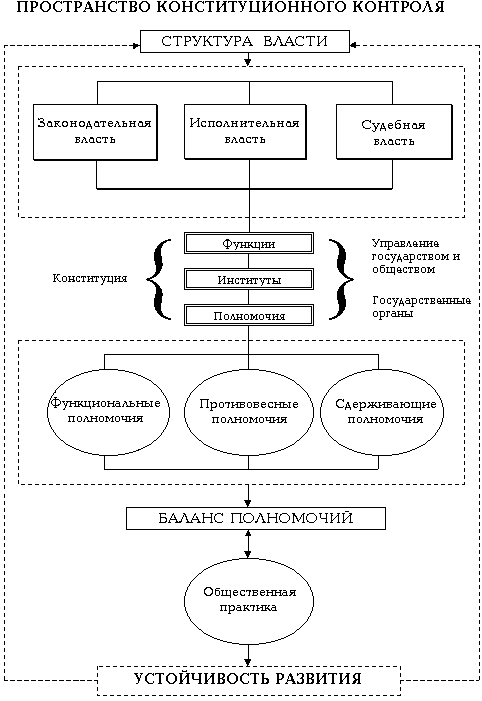 ПРОСТРАНСТВО КОНСТИТУЦИОННОГО КОНТРОЛЯ
СТРУКТУРА ВЛАСТИ
Законодательная
власть
Исполнительная
власть
Судебная
власть
Функции
Институты
Полномочия
Конституция
Управление
государством и
обществом
Государственные
органы
Функциональные
полномочия
Противовесные
полномочия
Сдерживающие
полномочия
БАЛАНС ПОЛНОМОЧИЙ
Общественная
практика
УСТОЙЧИВОСТЬ РАЗВИТИЯ